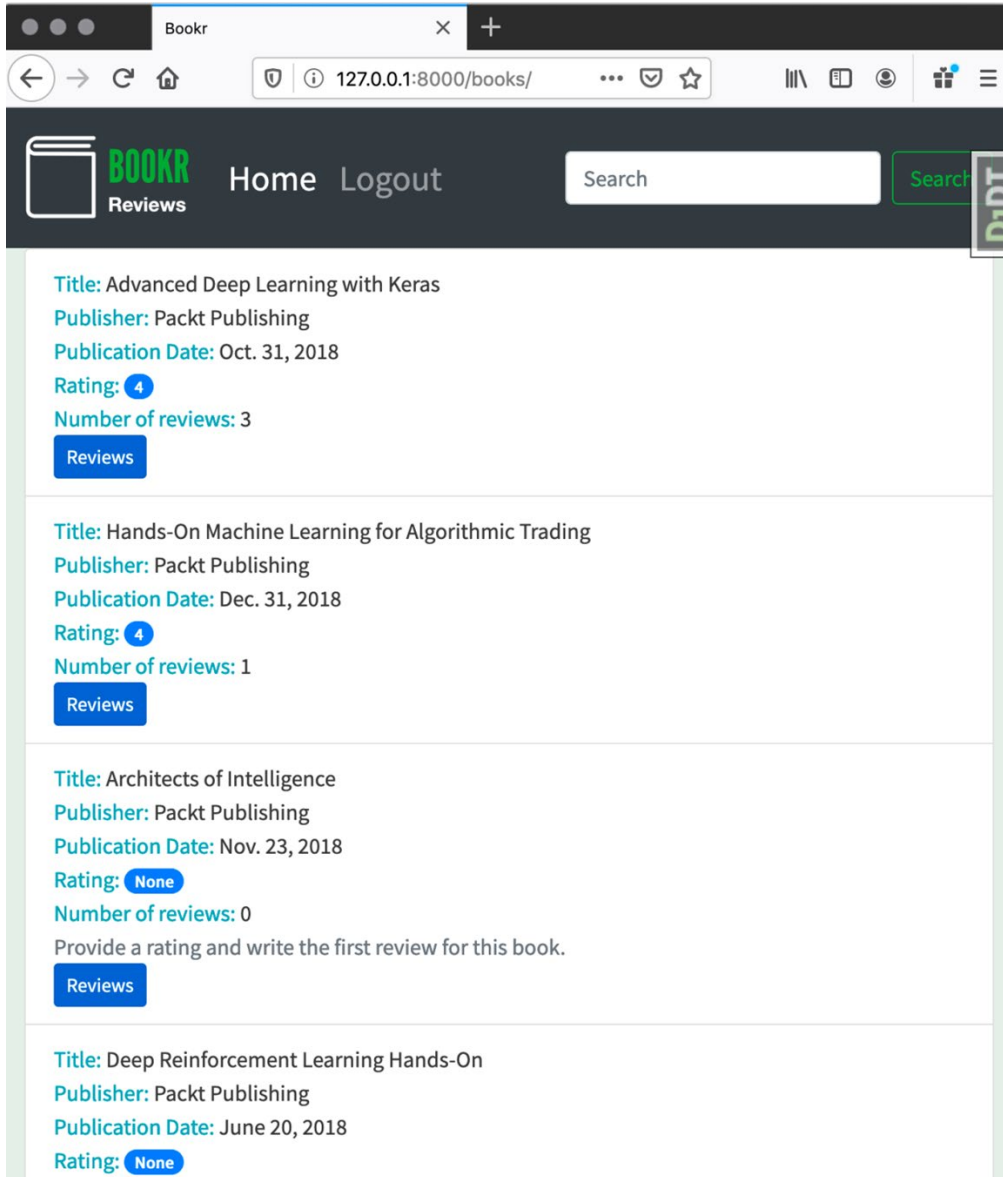 Bookr
127.0.0.1:8000/books/
BOOKR
Reviews
Home Logout
Search
Search
DjDT
Title: Advanced Deep Learning with Keras
Publisher: Packt Publishing
Publication Date: Oct. 31, 2018
Rating: 4
Number of reviews: 3
Reviews
Title: Hands-On Machine Learning for Algorithmic Trading
Publisher: Packt Publishing
Publication Date: Dec. 31, 2018
Rating: 4
Number of reviews: 1
Reviews
Title: Architects of Intelligence
Publisher: Packt Publishing
Publication Date: Nov. 23, 2018
Rating: None
Number of reviews: 0
Provide a rating and write the first review for this book.
Reviews
Title: Deep Reinforcement Learning Hands-On
Publisher: Packt Publishing
Publication Date: June 20, 2018
Rating: None